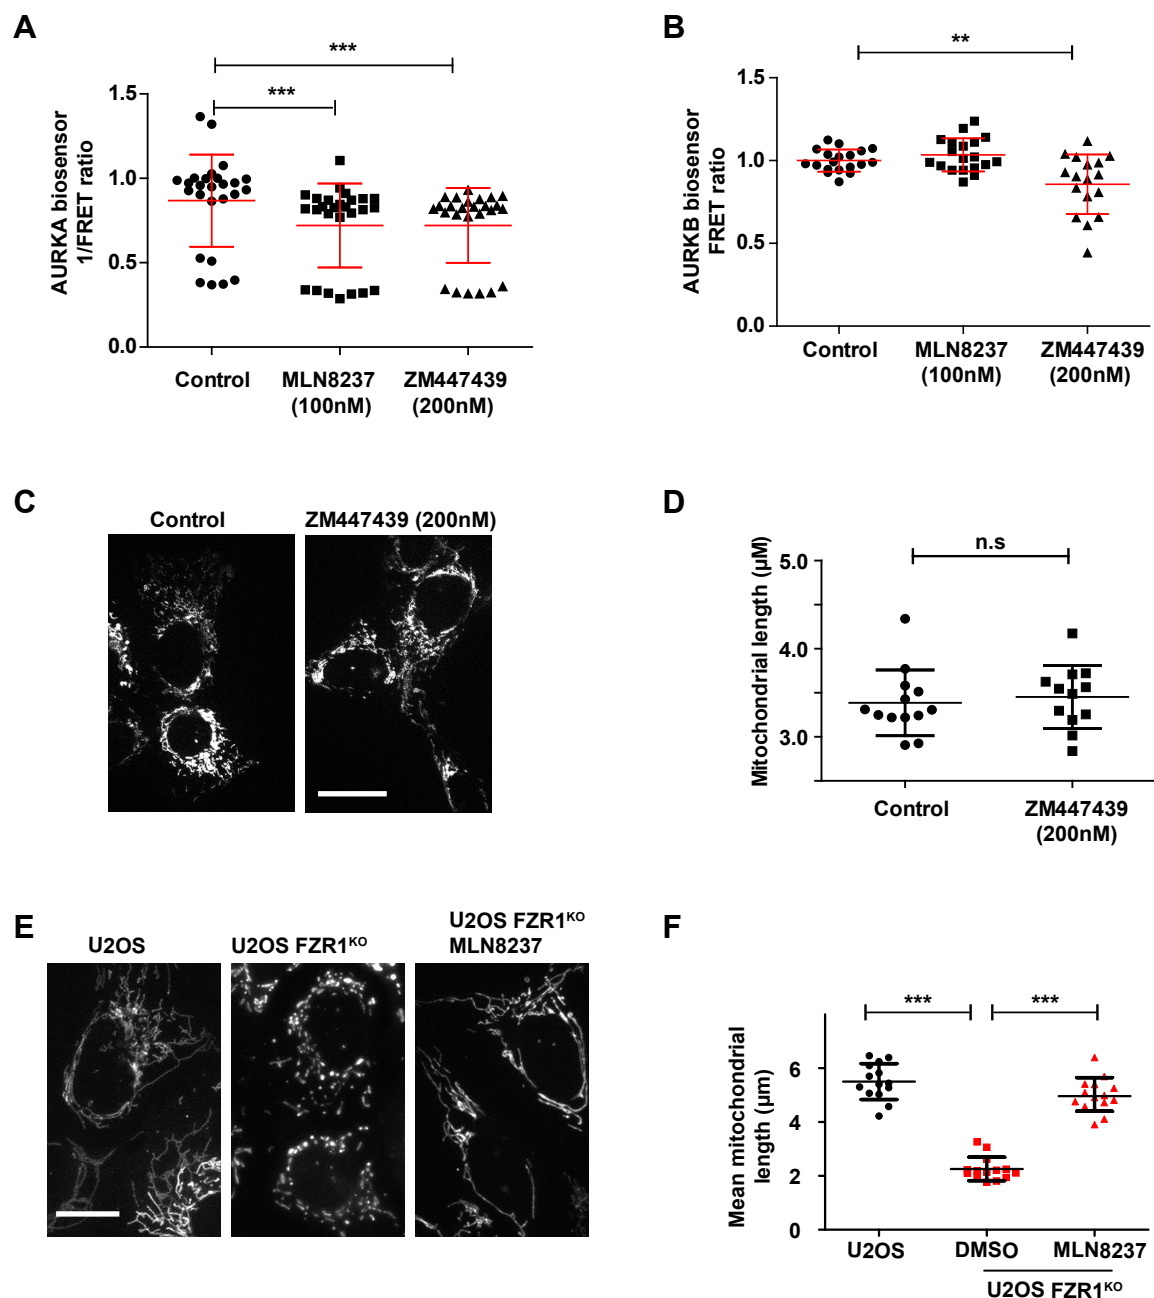 A
***
***
AURKA biosensor
1/FRET ratio
1.5
1.0
0.5
0.0
Control
MLN8237
(100nM)
ZM447439
(200nM)
B
**
AURKB biosensor
FRET ratio
1.5
1.0
0.5
0.0
Control
MLN8237
(100nM)
ZM447439
(200nM)
C
Control
ZM447439 (200nM)
D
n.s
Mitochondrial length (µM)
5.0
4.0
3.0
Control
ZM447439
(200nM)
E
U2OS
U2OS FZR1ᴷᴼ
U2OS FZR1ᴷᴼ
MLN8237
F
***
***
Mean mitochondrial
length (µm)
6
4
2
0
U2OS
DMSO
MLN8237
U2OS FZR1ᴷᴼ